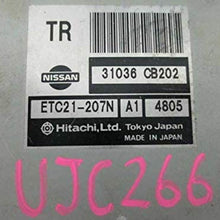 TR
NISSAN
31036 CB202
ETC21-207N A1 4805
Hitachi, Ltd. Tokyo Japan
MADE IN JAPAN
UJC266